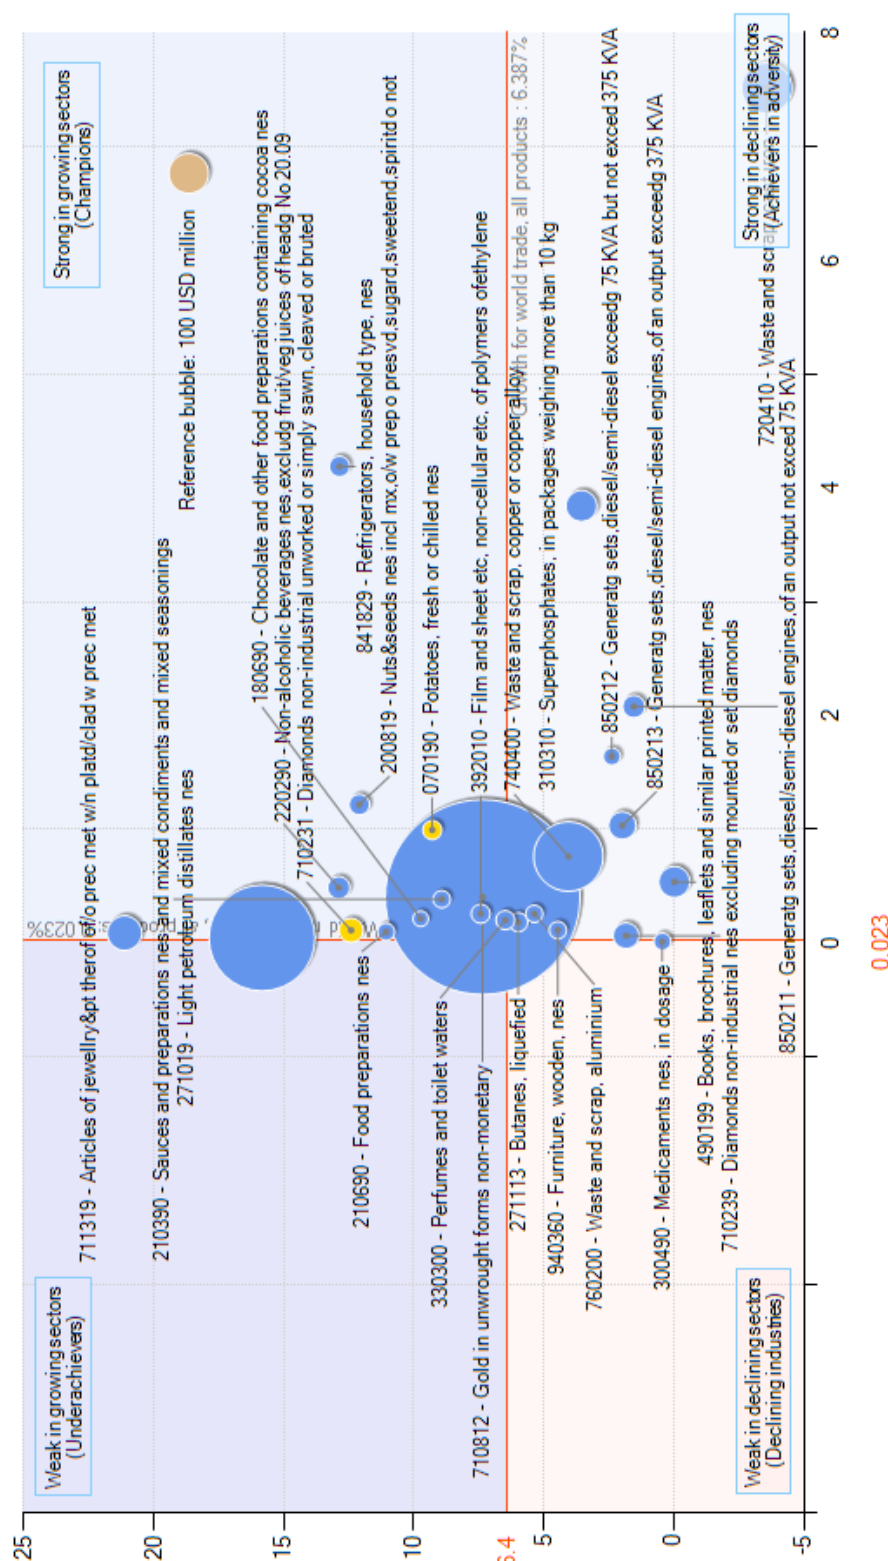 Strong in growing sectors
(Champions)
Strong in declining sectors
(Achievers in adversity)
Weak in growing sectors
(Underachievers)
Weak in declining sectors
(Declining industries)
Reference bubble: 100 USD million
711319 - Articles of jewellry&pt therof of/o prec met w/n platd/clad w prec met
210390 - Sauces and preparations nes and mixed condiments and mixed seasonings
271019 - Light petroleum distillates nes
180690 - Chocolate and other food preparations containing cocoa nes
220290 - Non-alcoholic beverages nes,excludg fruit/veg juices of headg No 20.09
710231 - Diamonds non-industrial unworked or simply sawn, cleaved or bruted
841829 - Refrigerators, household type, nes
200819 - Nuts&seeds nes incl mx,o/w prep o presvd,sugard,sweetend,spiritd o not
210690 - Food preparations nes
070190 - Potatoes, fresh or chilled nes
330300 - Perfumes and toilet waters
392010 - Film and sheet etc, non-cellular etc, of polymers of ethylene
710812 - Gold in unwrought forms non-monetary
740400 - Waste and scrap, copper or copper alloy
Growth for world trade, all products : 6.387%
271113 - Butanes, liquefied
310310 - Superphosphates, in packages weighing more than 10 kg
940360 - Furniture, wooden, nes
760200 - Waste and scrap, aluminium
850212 - Generatg sets,diesel/semi-diesel exceedg 75 KVA but not exceed 375 KVA
850213 - Generatg sets,diesel/semi-diesel engines,of an output exceedg 375 KVA
300490 - Medicaments nes, in dosage
490199 - Books, brochures, leaflets and similar printed matter, nes
710239 - Diamonds non-industrial nes excluding mounted or set diamonds
720410 - Waste and scrap
850211 - Generatg sets,diesel/semi-diesel engines,of an output not exceed 75 KVA
25
20
15
10
6.4
5
0
-5
0
2
4
6
8
0.023